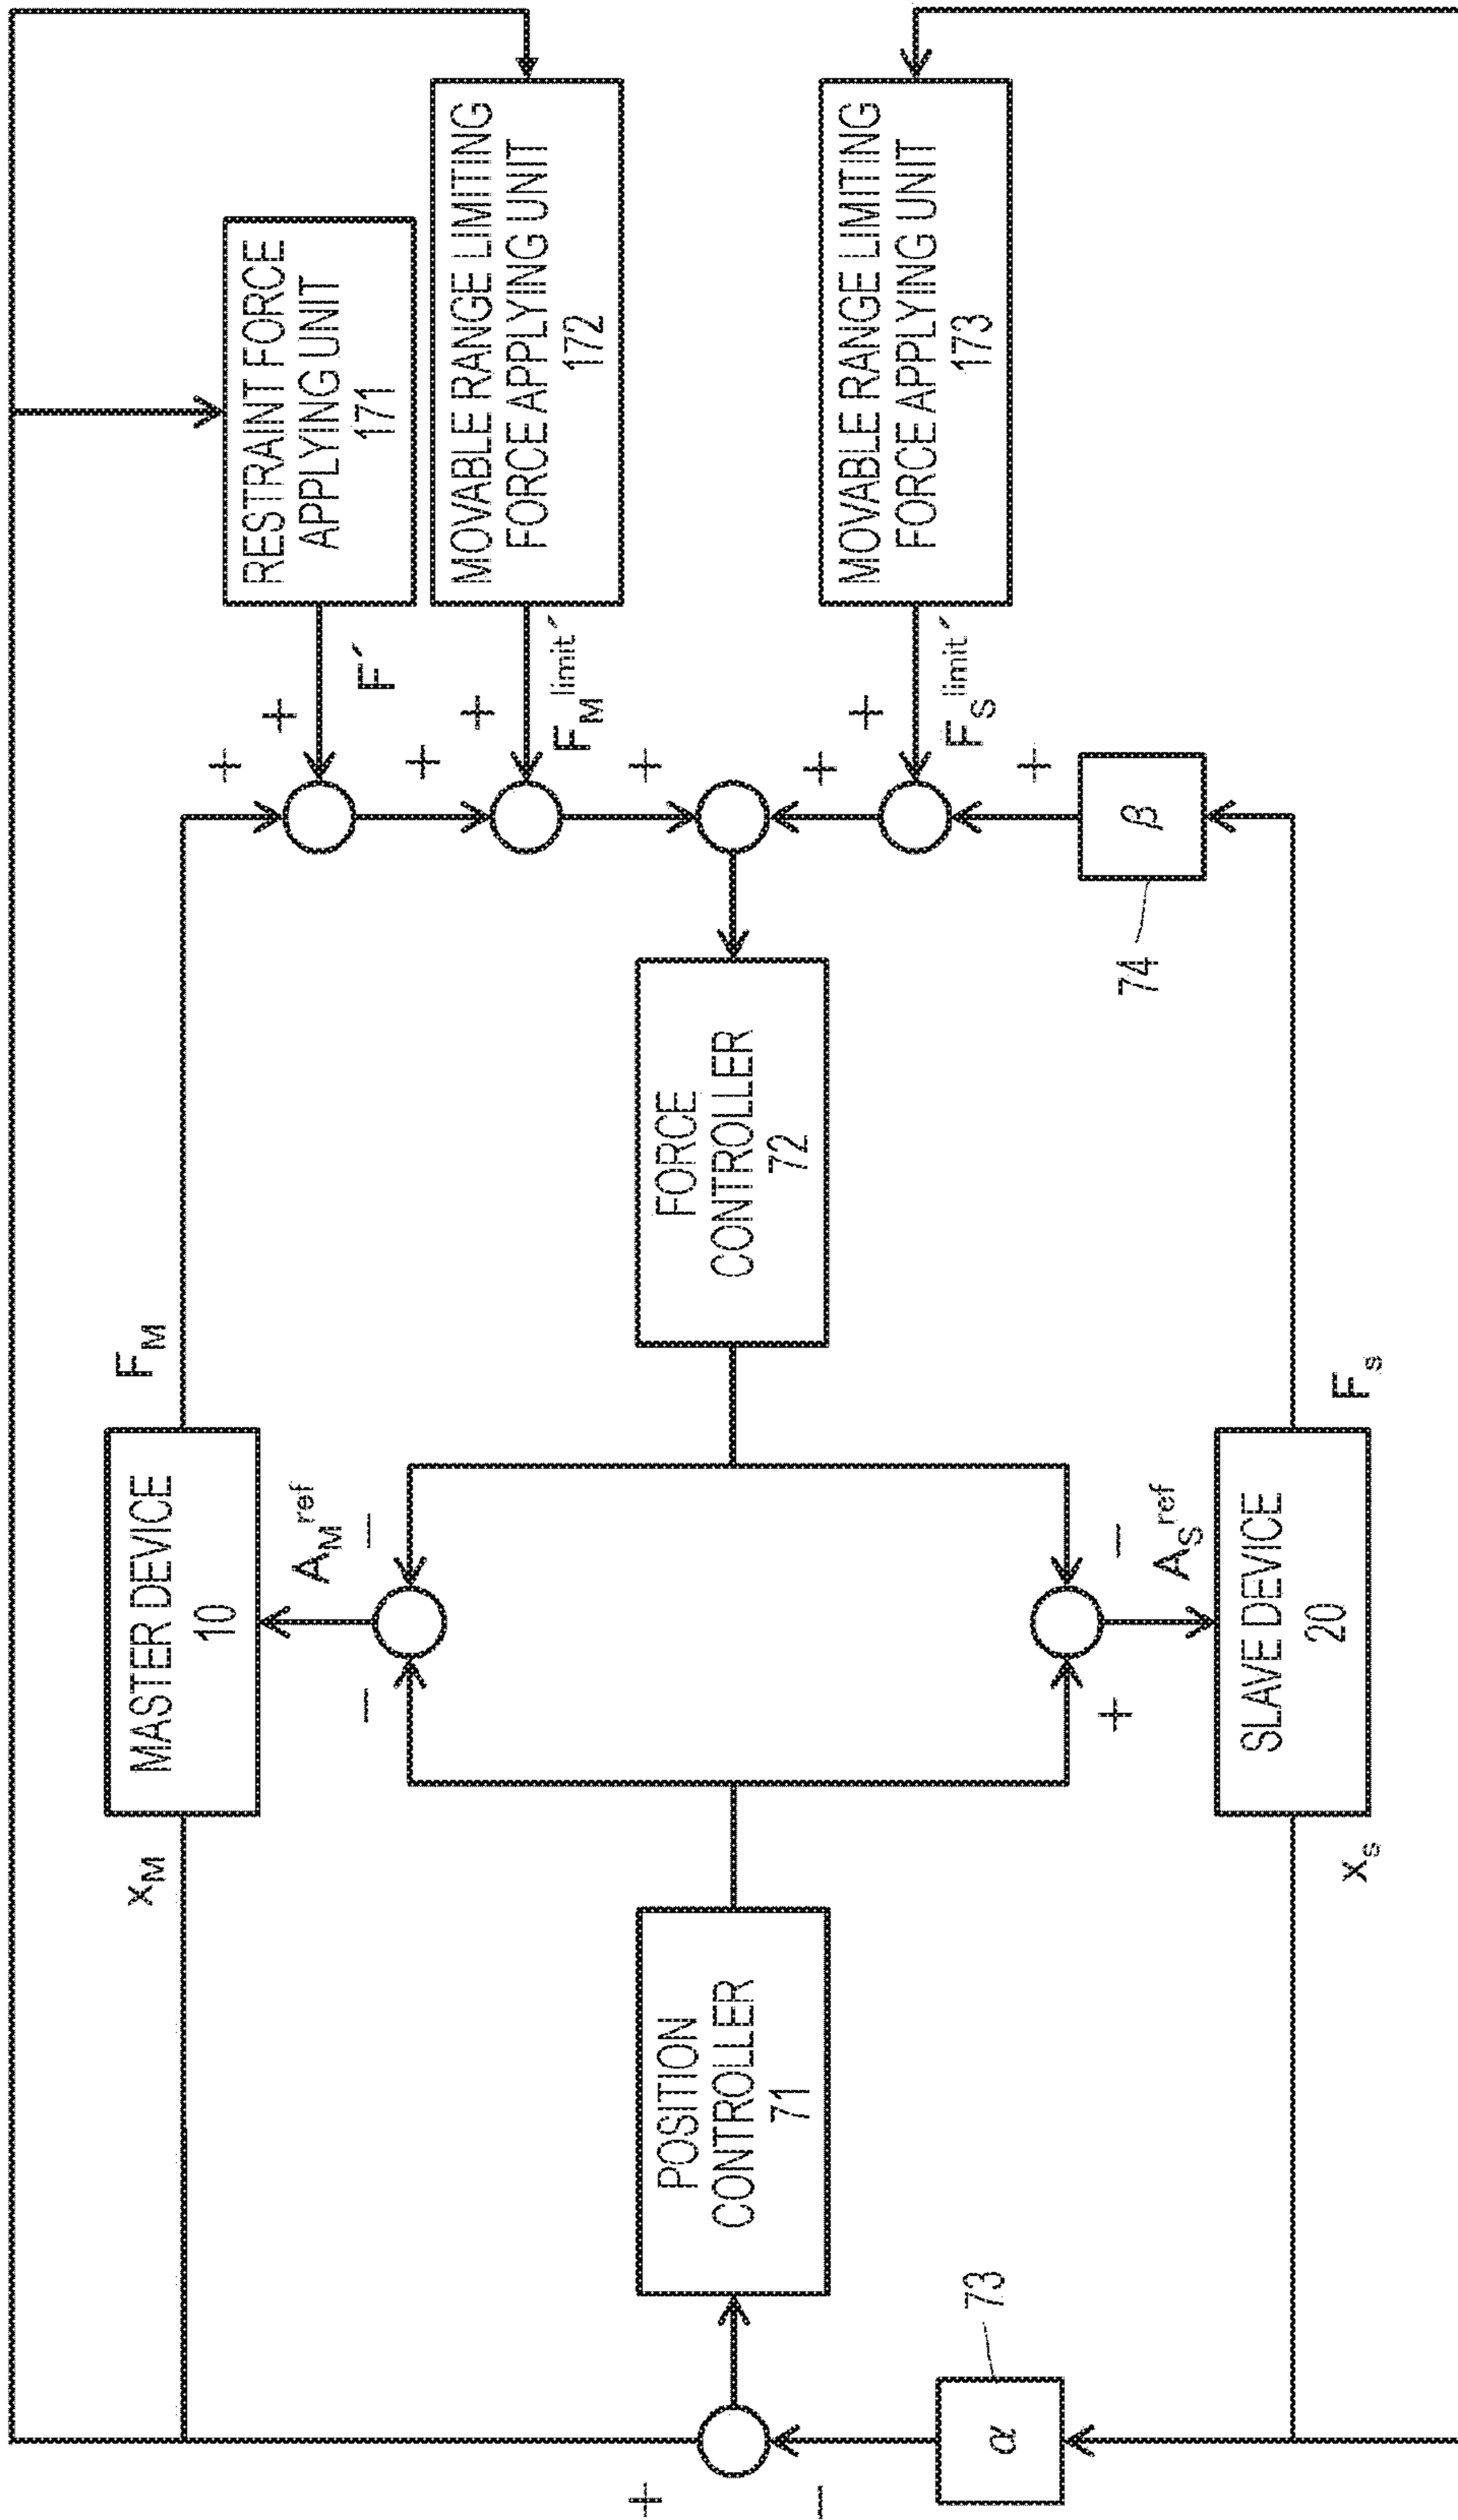 MASTER DEVICE
10
x_M
F_M
A_M^ref
−
−
RESTRAINT FORCE
APPLYING UNIT
171
F´
+
+
MOVABLE RANGE LIMITING
FORCE APPLYING UNIT
172
F_M^limit´
+
+
+
POSITION
CONTROLLER
71
FORCE
CONTROLLER
72
+
−
MOVABLE RANGE LIMITING
FORCE APPLYING UNIT
173
F_S^limit´
+
+
+
α
73
β
74
+
−
A_S^ref
SLAVE DEVICE
20
x_s
F_s